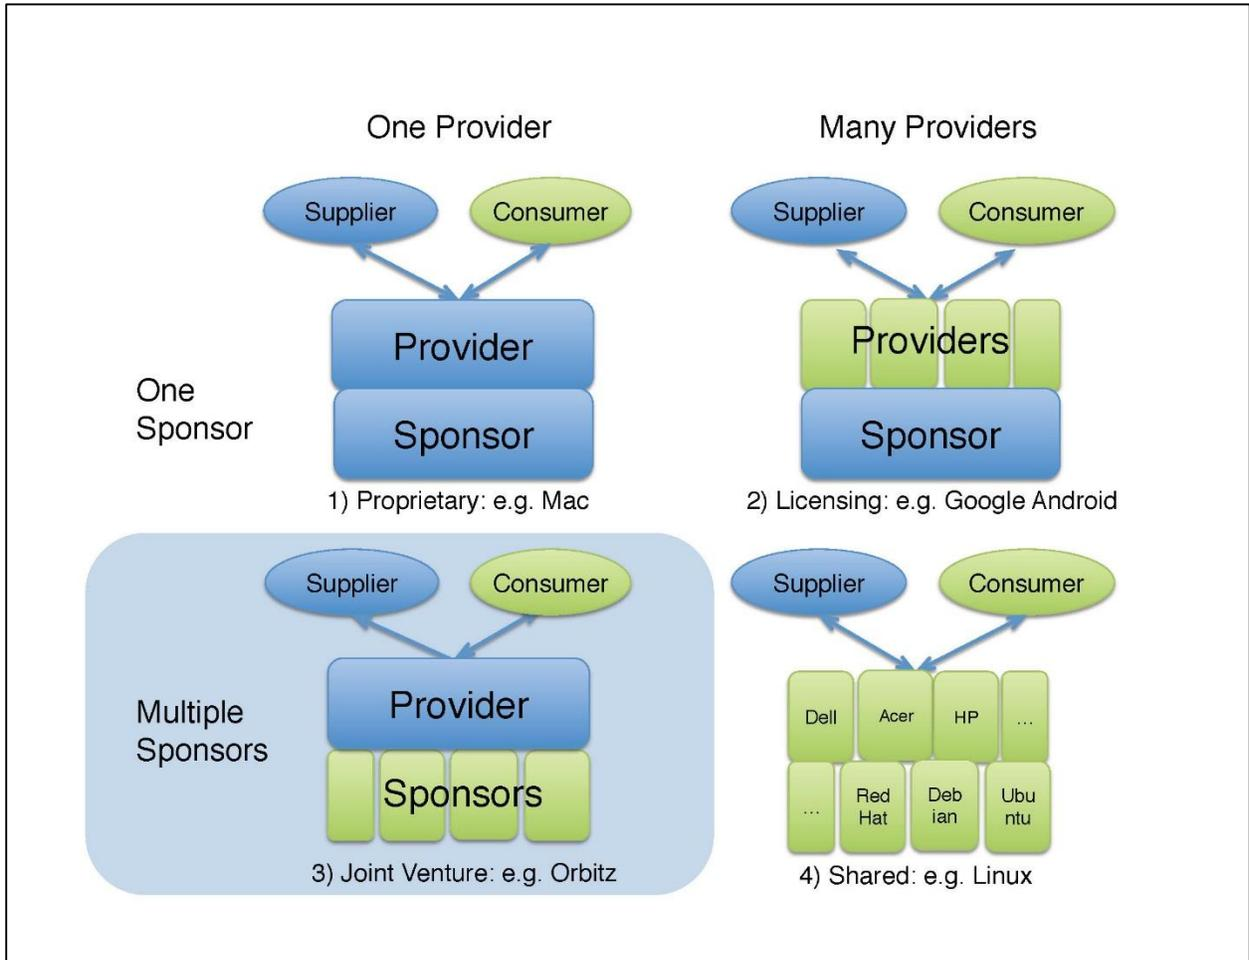 One Provider
Many Providers
Supplier
Consumer
Supplier
Consumer
Provider
Providers
One
Sponsor
Sponsor
Sponsor
1) Proprietary: e.g. Mac
2) Licensing: e.g. Google Android
Supplier
Consumer
Supplier
Consumer
Multiple
Sponsors
Provider
Sponsors
Dell
Acer
HP
...
...
Red
Hat
Deb
ian
Ubu
ntu
3) Joint Venture: e.g. Orbitz
4) Shared: e.g. Linux